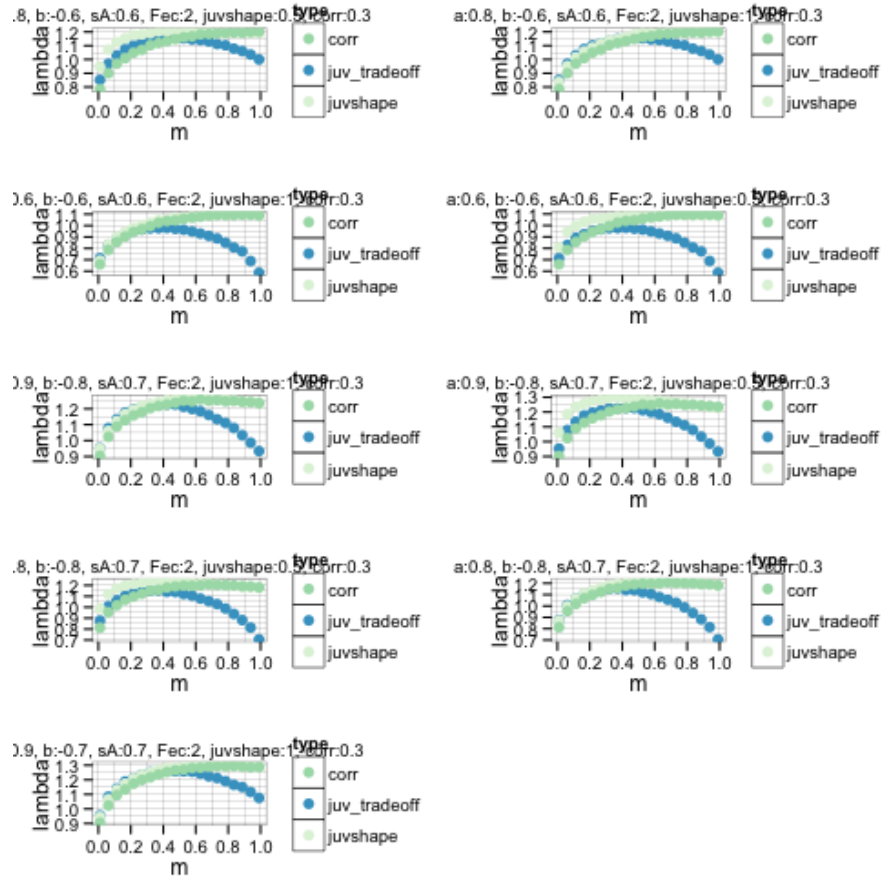 .8, b:-0.6, sA:0.6, Fec:2, juvshape:0.5, corr:0.3
type
lambda
1.2
1.1
1.0
0.9
0.8
0.0 0.2 0.4 0.6 0.8 1.0
m
corr
juv_tradeoff
juvshape
a:0.8, b:-0.6, sA:0.6, Fec:2, juvshape:1, corr:0.3
type
lambda
1.2
1.1
1.0
0.9
0.8
0.0 0.2 0.4 0.6 0.8 1.0
m
corr
juv_tradeoff
juvshape
0.6, b:-0.6, sA:0.6, Fec:2, juvshape:1, corr:0.3
type
lambda
1.1
1.0
0.9
0.8
0.7
0.6
0.0 0.2 0.4 0.6 0.8 1.0
m
corr
juv_tradeoff
juvshape
a:0.6, b:-0.6, sA:0.6, Fec:2, juvshape:0.5, corr:0.3
type
lambda
1.1
1.0
0.9
0.8
0.7
0.6
0.0 0.2 0.4 0.6 0.8 1.0
m
corr
juv_tradeoff
juvshape
0.9, b:-0.8, sA:0.7, Fec:2, juvshape:1, corr:0.3
type
lambda
1.2
1.1
1.0
0.9
0.0 0.2 0.4 0.6 0.8 1.0
m
corr
juv_tradeoff
juvshape
a:0.9, b:-0.8, sA:0.7, Fec:2, juvshape:0.5, corr:0.3
type
lambda
1.3
1.2
1.1
1.0
0.9
0.0 0.2 0.4 0.6 0.8 1.0
m
corr
juv_tradeoff
juvshape
.8, b:-0.8, sA:0.7, Fec:2, juvshape:0.5, corr:0.3
type
lambda
1.2
1.1
1.0
0.9
0.8
0.7
0.0 0.2 0.4 0.6 0.8 1.0
m
corr
juv_tradeoff
juvshape
a:0.8, b:-0.8, sA:0.7, Fec:2, juvshape:1, corr:0.3
type
lambda
1.2
1.1
1.0
0.9
0.8
0.7
0.0 0.2 0.4 0.6 0.8 1.0
m
corr
juv_tradeoff
juvshape
0.9, b:-0.7, sA:0.7, Fec:2, juvshape:1, corr:0.3
type
lambda
1.3
1.2
1.1
1.0
0.9
0.0 0.2 0.4 0.6 0.8 1.0
m
corr
juv_tradeoff
juvshape